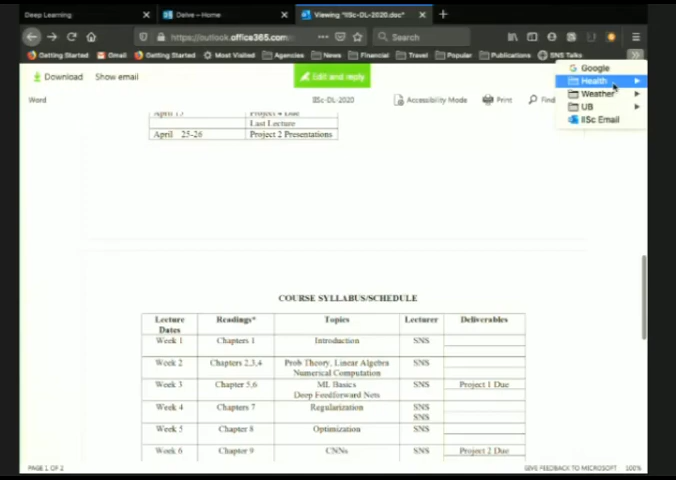 Deep Learning
Delve – Home
Viewing "IISc-DL-2020.doc"
https://outlook.office365.com
Search
Getting Started
Gmail
Getting Started
Most Visited
Agencies
News
Financial
Travel
Popular
Publications
SNS Talks
Google
Health
Weather
UB
IISc Email
Download
Show email
Edit and reply
Word
IISc-DL-2020
Accessibility Mode
Print
Find
Last Lecture
April 25-26 Project 2 Presentations
COURSE SYLLABUS/SCHEDULE
Lecture Dates Readings* Topics Lecturer Deliverables
Week 1 Chapters 1 Introduction SNS
Week 2 Chapters 2,3,4 Prob Theory, Linear Algebra SNS
Numerical Computation
Week 3 Chapter 5,6 ML Basics SNS Project 1 Due
Deep Feedforward Nets
Week 4 Chapters 7 Regularization SNS
SNS
Week 5 Chapter 8 Optimization SNS
Week 6 Chapter 9 CNNs SNS Project 2 Due
PAGE 1 OF 2
GIVE FEEDBACK TO MICROSOFT 100%